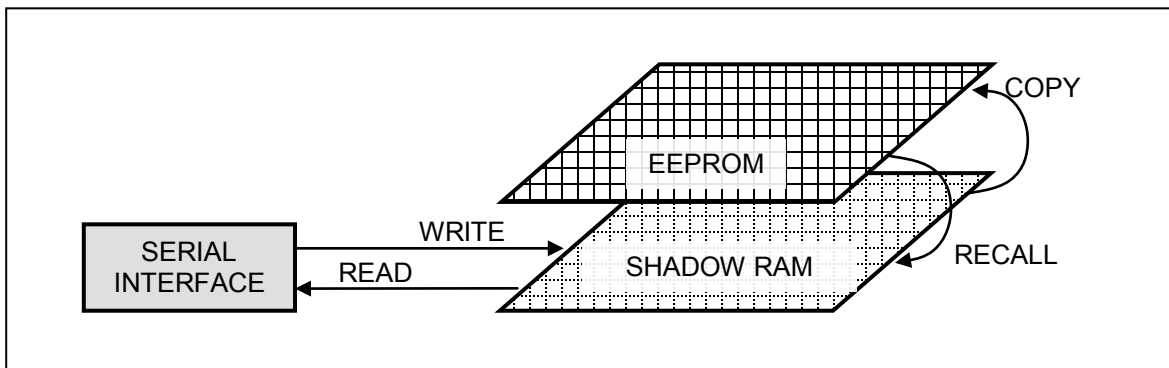 COPY
EEPROM
WRITE
SERIAL
INTERFACE
READ
SHADOW RAM
RECALL